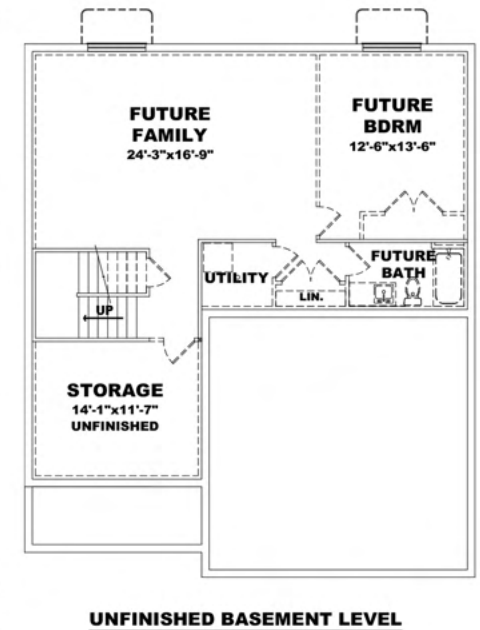 FUTURE
FAMILY
24'-3"x16'-9"
FUTURE
BDRM
12'-6"x13'-6"
UTILITY
LIN.
FUTURE
BATH
UP
STORAGE
14'-1"x11'-7"
UNFINISHED
UNFINISHED BASEMENT LEVEL